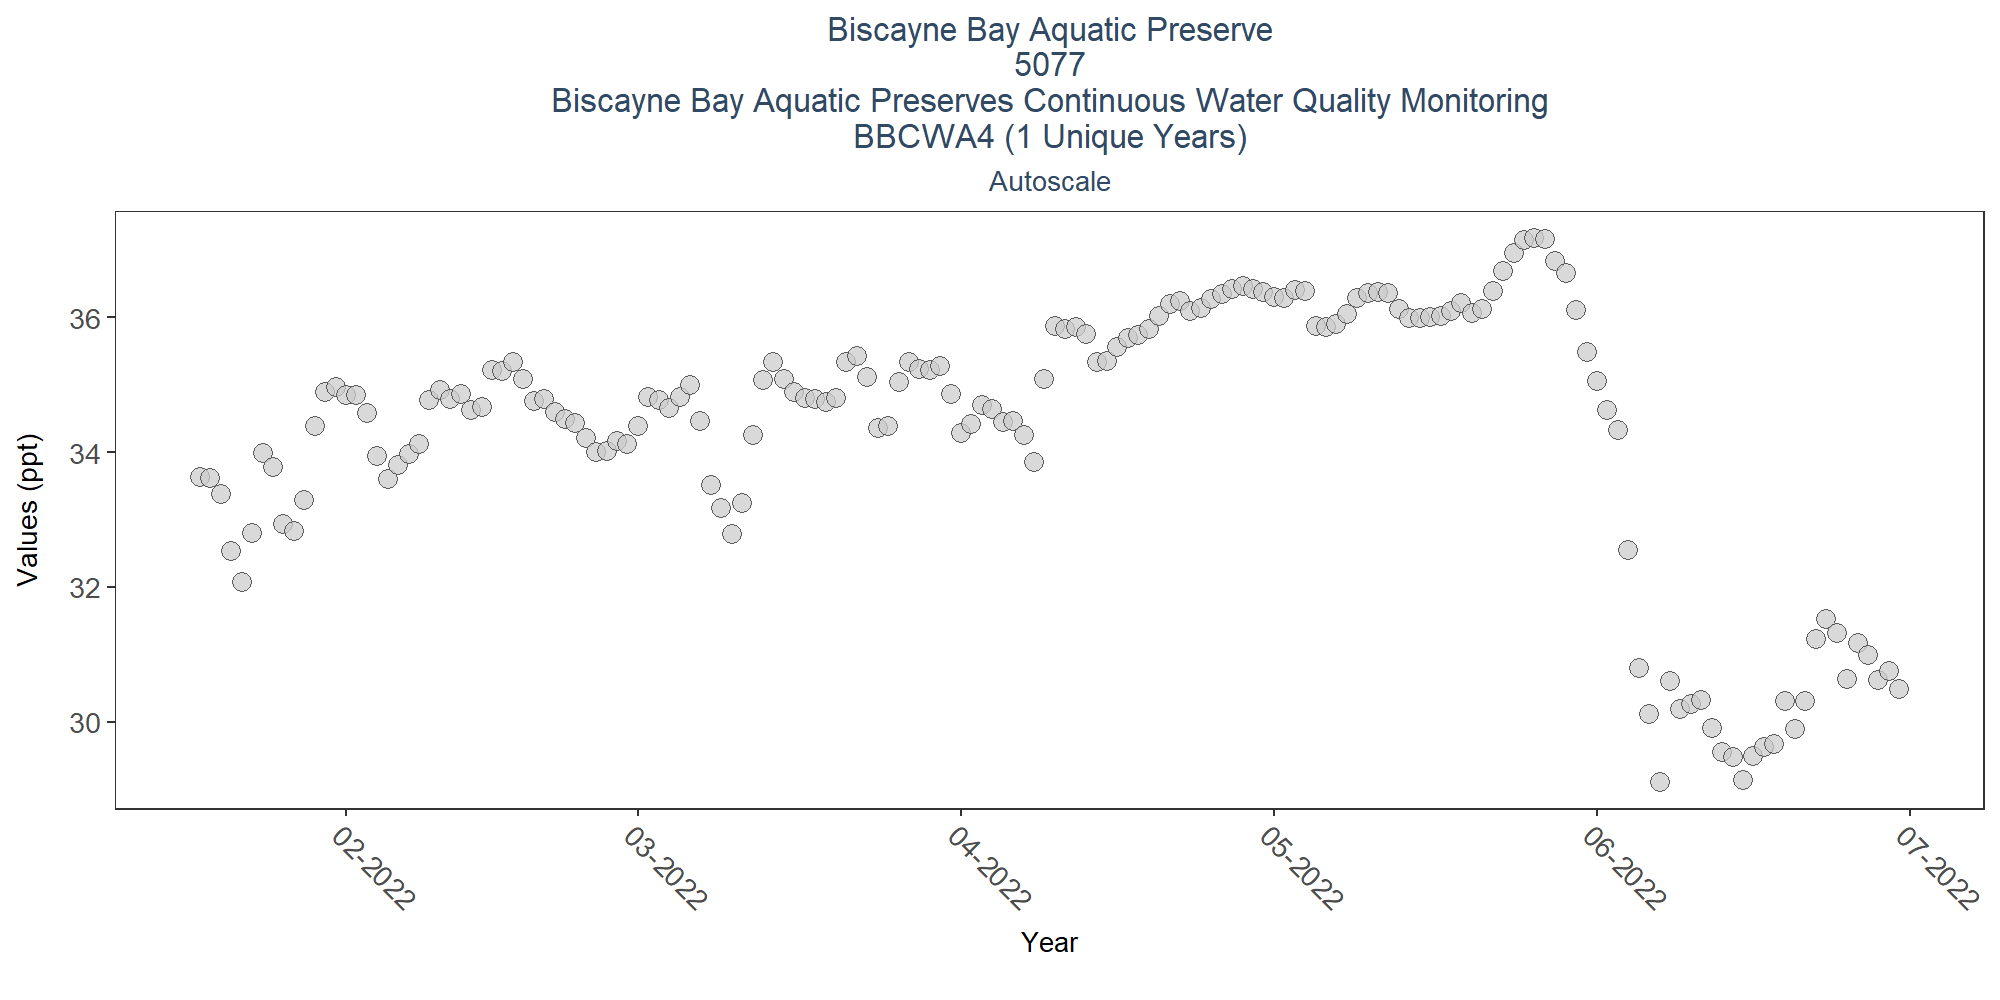 Biscayne Bay Aquatic Preserve
5077
Biscayne Bay Aquatic Preserves Continuous Water Quality Monitoring
BBCWA4 (1 Unique Years)
Autoscale
Values (ppt)
36
34
32
30
02-2022
03-2022
04-2022
05-2022
06-2022
07-2022
Year